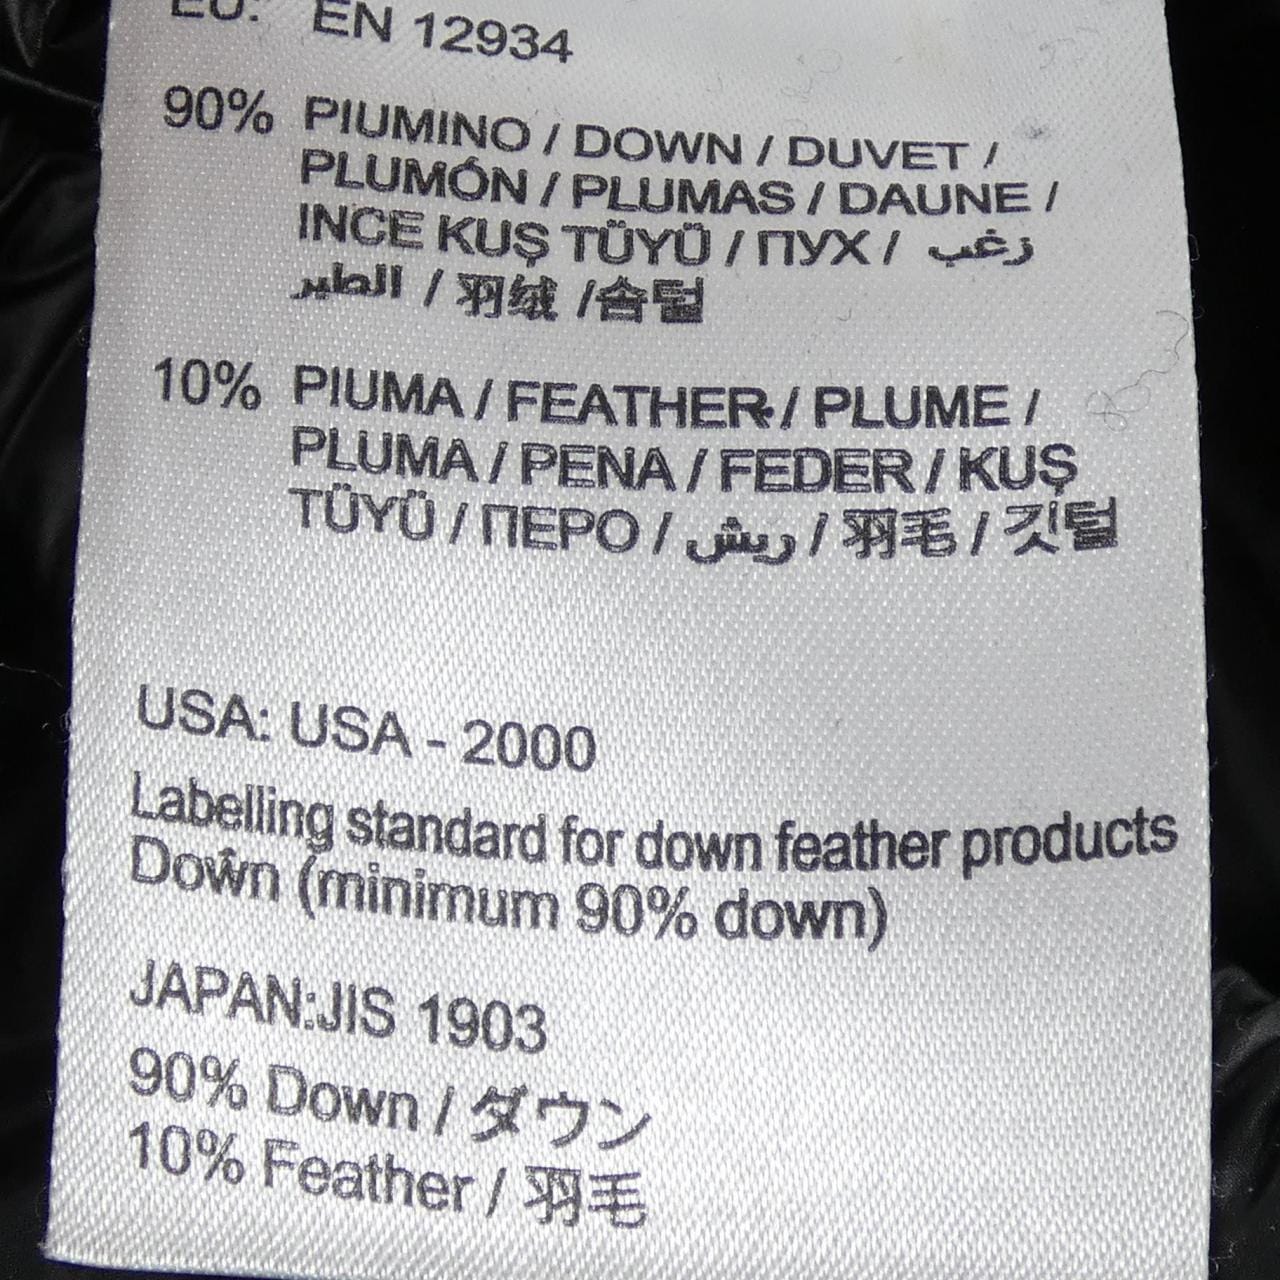 EU: EN 12934
90% PIUMINO / DOWN / DUVET /
PLUMÓN / PLUMAS / DAUNE /
INCE KUŞ TÜYÜ / ПУХ / زغب
الطير / 羽绒 /솜털
10% PIUMA / FEATHER / PLUME /
PLUMA / PENA / FEDER / KUŞ
TÜYÜ / ПЕРО / ريش / 羽毛 / 깃털
USA: USA - 2000
Labelling standard for down feather products
Down (minimum 90% down)
JAPAN:JIS 1903
90% Down / ダウン
10% Feather / 羽毛